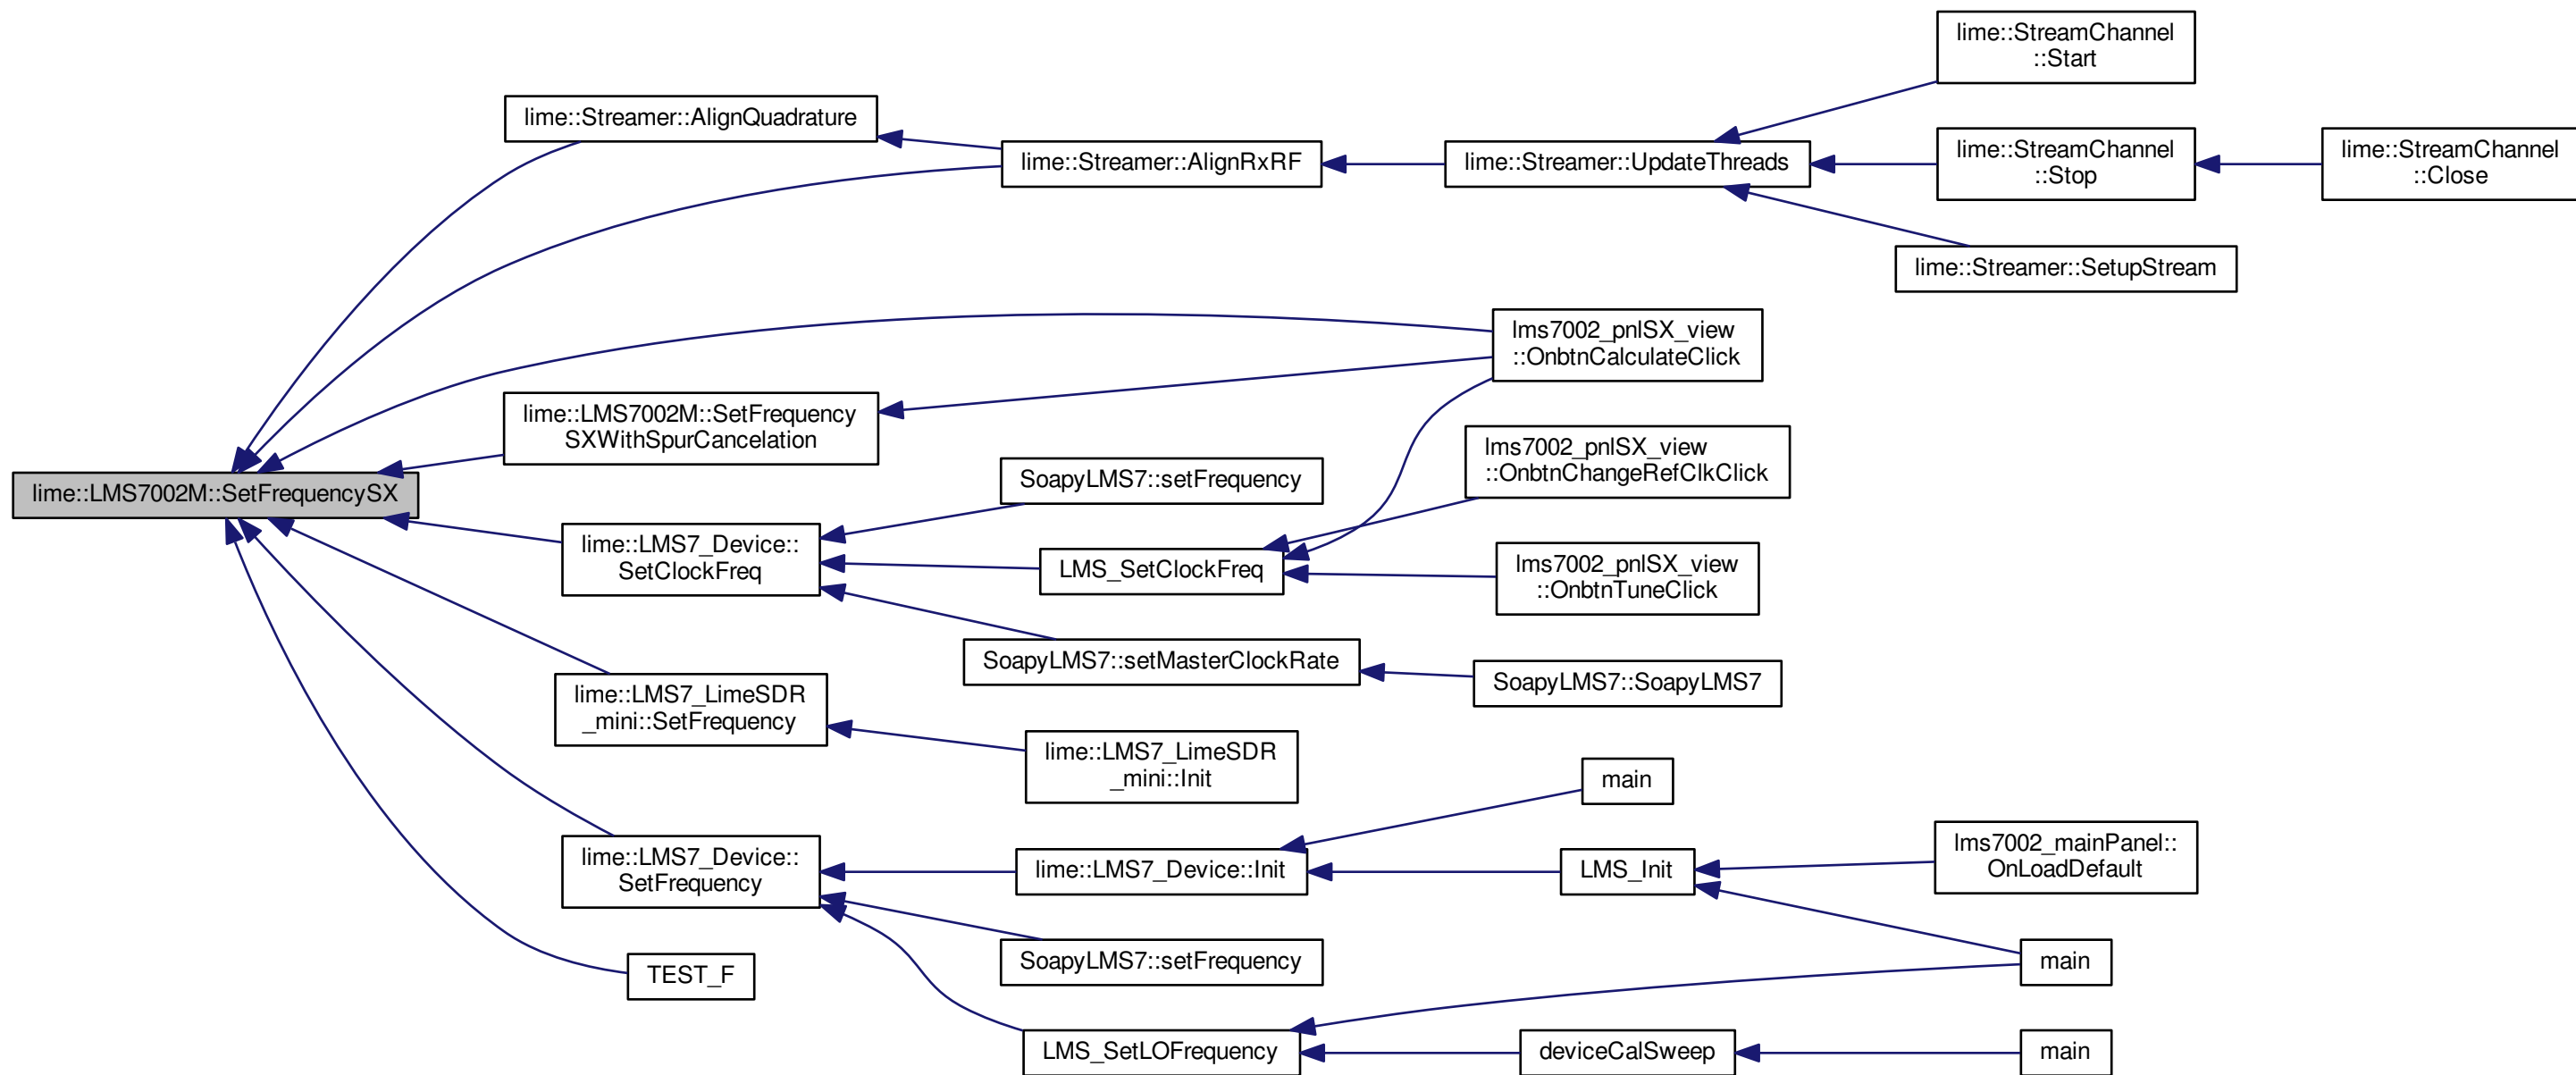 lime::StreamChannel
::Start
lime::Streamer::AlignQuadrature
lime::Streamer::AlignRxRF
lime::Streamer::UpdateThreads
lime::StreamChannel
::Stop
lime::StreamChannel
::Close
lime::Streamer::SetupStream
lms7002_pnlSX_view
::OnbtnCalculateClick
lime::LMS7002M::SetFrequency
SXWithSpurCancelation
lms7002_pnlSX_view
::OnbtnChangeRefClkClick
SoapyLMS7::setFrequency
lime::LMS7002M::SetFrequencySX
lime::LMS7_Device::
SetClockFreq
LMS_SetClockFreq
lms7002_pnlSX_view
::OnbtnTuneClick
SoapyLMS7::setMasterClockRate
SoapyLMS7::SoapyLMS7
lime::LMS7_LimeSDR
_mini::SetFrequency
lime::LMS7_LimeSDR
_mini::Init
main
lime::LMS7_Device::
SetFrequency
lime::LMS7_Device::Init
LMS_Init
lms7002_mainPanel::
OnLoadDefault
SoapyLMS7::setFrequency
main
TEST_F
LMS_SetLOFrequency
deviceCalSweep
main